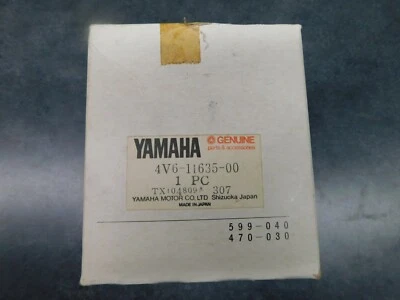 YAMAHA
GENUINE
parts & accessories
4V6-11635-00
1 PC
307
YAMAHA MOTOR CO. LTD Shizuoka, Japan
MADE IN JAPAN
599-040
470-030